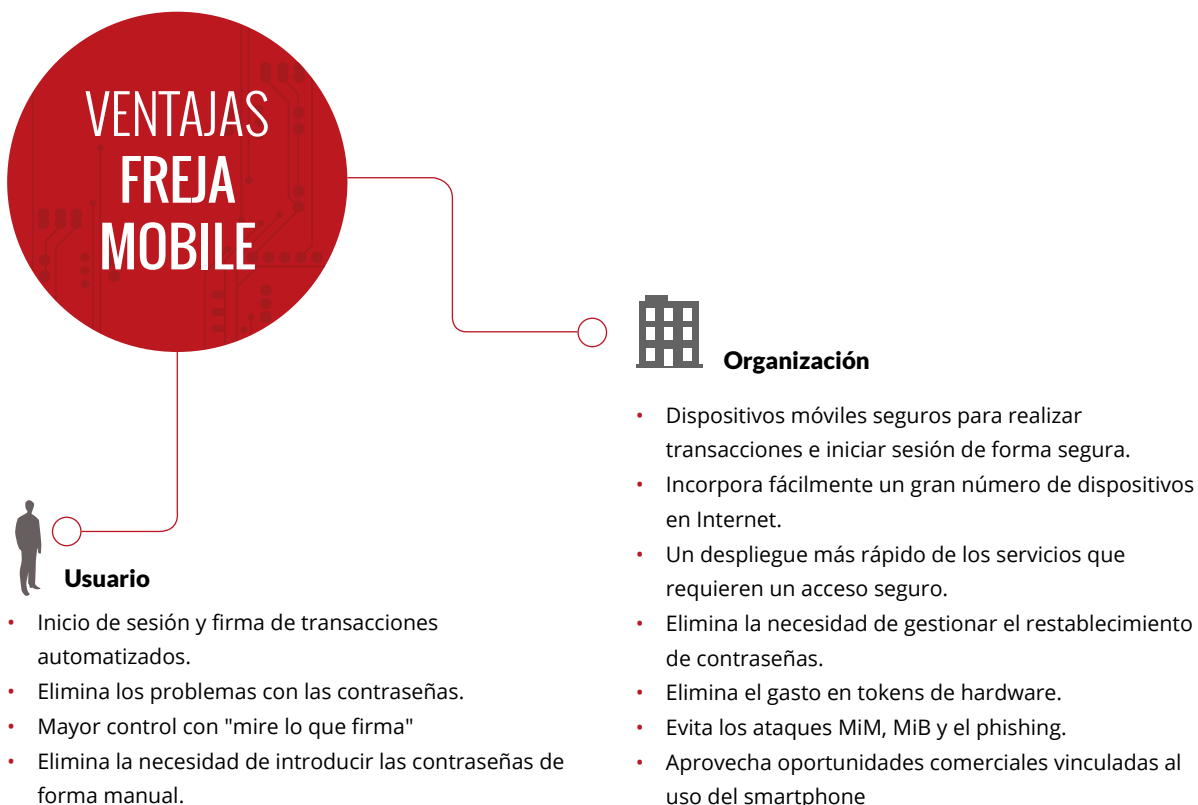 VENTAJAS
FREJA
MOBILE
Organización
• Dispositivos móviles seguros para realizar
transacciones e iniciar sesión de forma segura.
• Incorpora fácilmente un gran número de dispositivos
en Internet.
• Un despliegue más rápido de los servicios que
requieren un acceso seguro.
• Elimina la necesidad de gestionar el restablecimiento
de contraseñas.
• Elimina el gasto en tokens de hardware.
• Evita los ataques MiM, MiB y el phishing.
• Aprovecha oportunidades comerciales vinculadas al
uso del smartphone
Usuario
• Inicio de sesión y firma de transacciones
automatizados.
• Elimina los problemas con las contraseñas.
• Mayor control con "mire lo que firma"
• Elimina la necesidad de introducir las contraseñas de
forma manual.